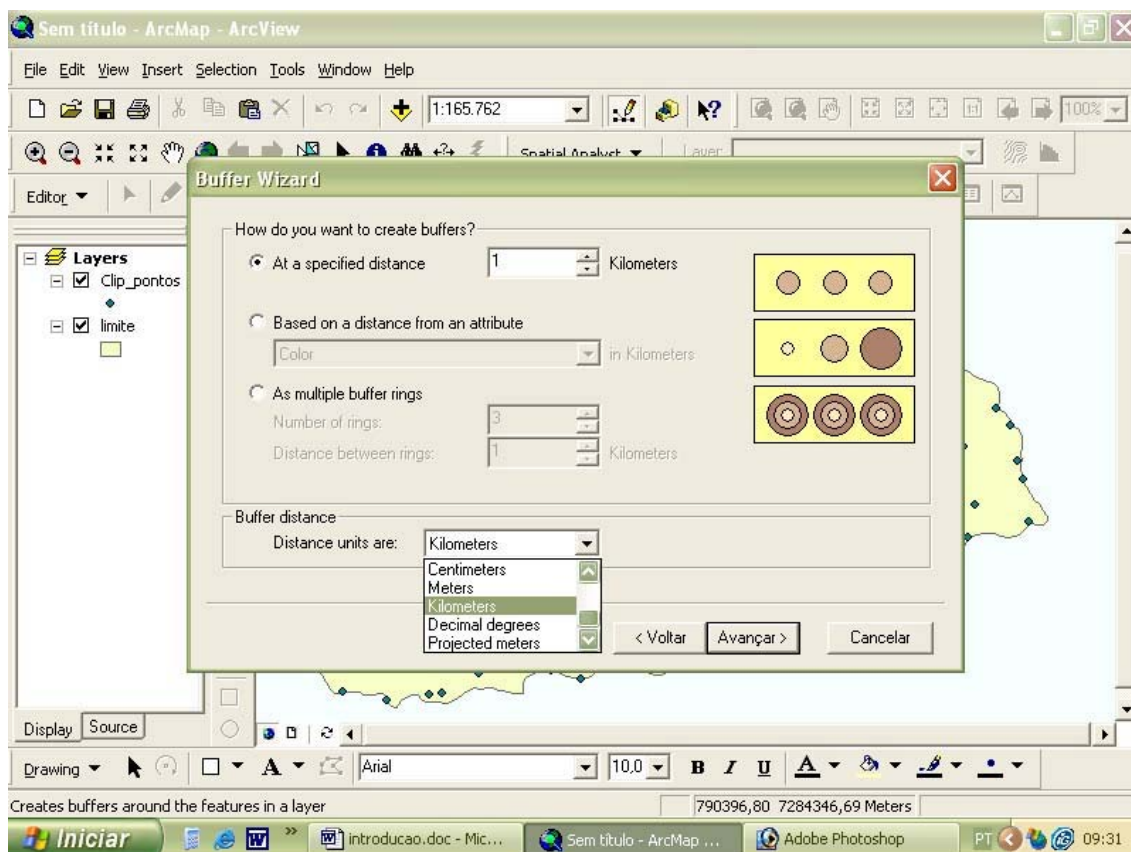 Sem título - ArcMap - ArcView
File Edit View Insert Selection Tools Window Help
1:165.762
100%
Spatial Analyst
Layer:
Editor
Buffer Wizard
Layers
Clip_pontos
limite
How do you want to create buffers?
At a specified distance 1 Kilometers
Based on a distance from an attribute
Color in Kilometers
As multiple buffer rings
Number of rings: 3
Distance between rings: 1 Kilometers
Buffer distance
Distance units are: Kilometers
Centimeters
Meters
Kilometers
Decimal degrees
Projected meters
< Voltar Avançar > Cancelar
Display Source
Drawing A Arial 10,0 B I U A
Creates buffers around the features in a layer 790396,80 7284346,69 Meters
Iniciar W » introducao.doc - Mic... Sem título - ArcMap ... Adobe Photoshop PT 09:31